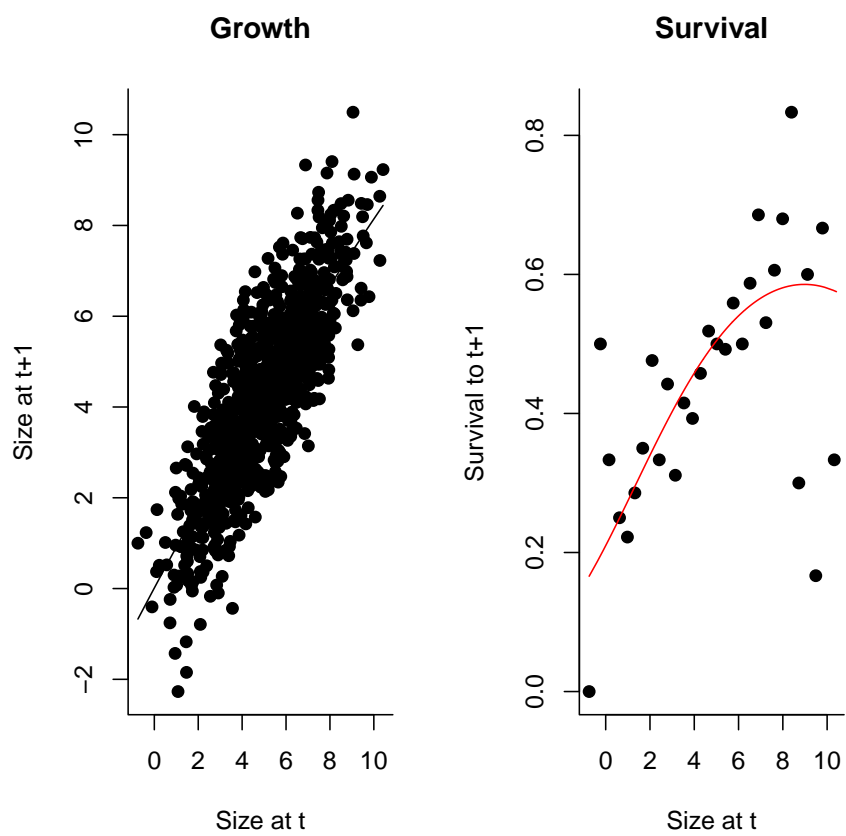 Growth
Size at t+1
10
8
6
4
2
0
−2
0 2 4 6 8 10
Size at t
Survival
Survival to t+1
0.8
0.6
0.4
0.2
0.0
0 2 4 6 8 10
Size at t